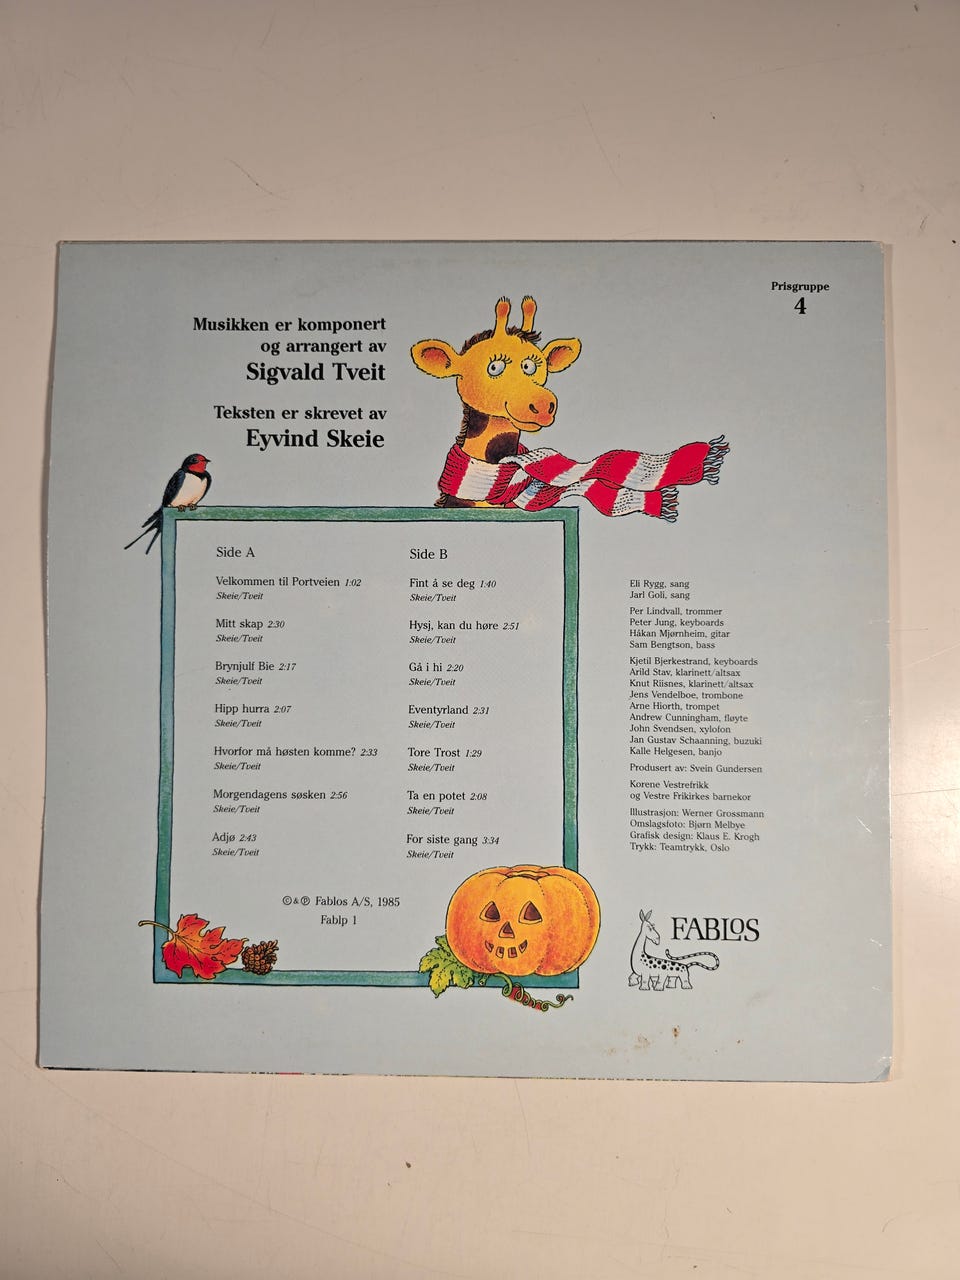 Prisgruppe
4
Musikken er komponert
og arrangert av
Sigvald Tveit
Teksten er skrevet av
Eyvind Skeie
Side A
Velkommen til Portveien 1:02
Skeie/Tveit
Mitt skap 2:30
Skeie/Tveit
Brynjulf Bie 2:17
Skeie/Tveit
Hipp hurra 2:07
Skeie/Tveit
Hvorfor må høsten komme? 2:33
Skeie/Tveit
Morgendagens søsken 2:56
Skeie/Tveit
Adjø 2:43
Skeie/Tveit
Side B
Fint å se deg 1:40
Skeie/Tveit
Hysj, kan du høre 2:51
Skeie/Tveit
Gå i hi 2:20
Skeie/Tveit
Eventyrland 2:31
Skeie/Tveit
Tore Trost 1:29
Skeie/Tveit
Ta en potet 2:08
Skeie/Tveit
For siste gang 3:34
Skeie/Tveit
©&℗ Fablos A/S, 1985
Fablp 1
Eli Rygg, sang
Jarl Goli, sang
Per Lindvall, trommer
Peter Jung, keyboards
Håkan Mjørnheim, gitar
Sam Bengtson, bass
Kjetil Bjerkestrand, keyboards
Arild Stav, klarinett/altsax
Knut Riisnes, klarinett/altsax
Jens Vendelboe, trombone
Arne Hiorth, trompet
Andrew Cunningham, fløyte
John Svendsen, xylofon
Jan Gustav Schaanning, buzuki
Kalle Helgesen, banjo
Produsert av: Svein Gundersen
Korene Vestrefrikk
og Vestre Frikirkes barnekor
Illustrasjon: Werner Grossmann
Omslagsfoto: Bjørn Melbye
Grafisk design: Klaus E. Krogh
Trykk: Teamtrykk, Oslo
FABLOS